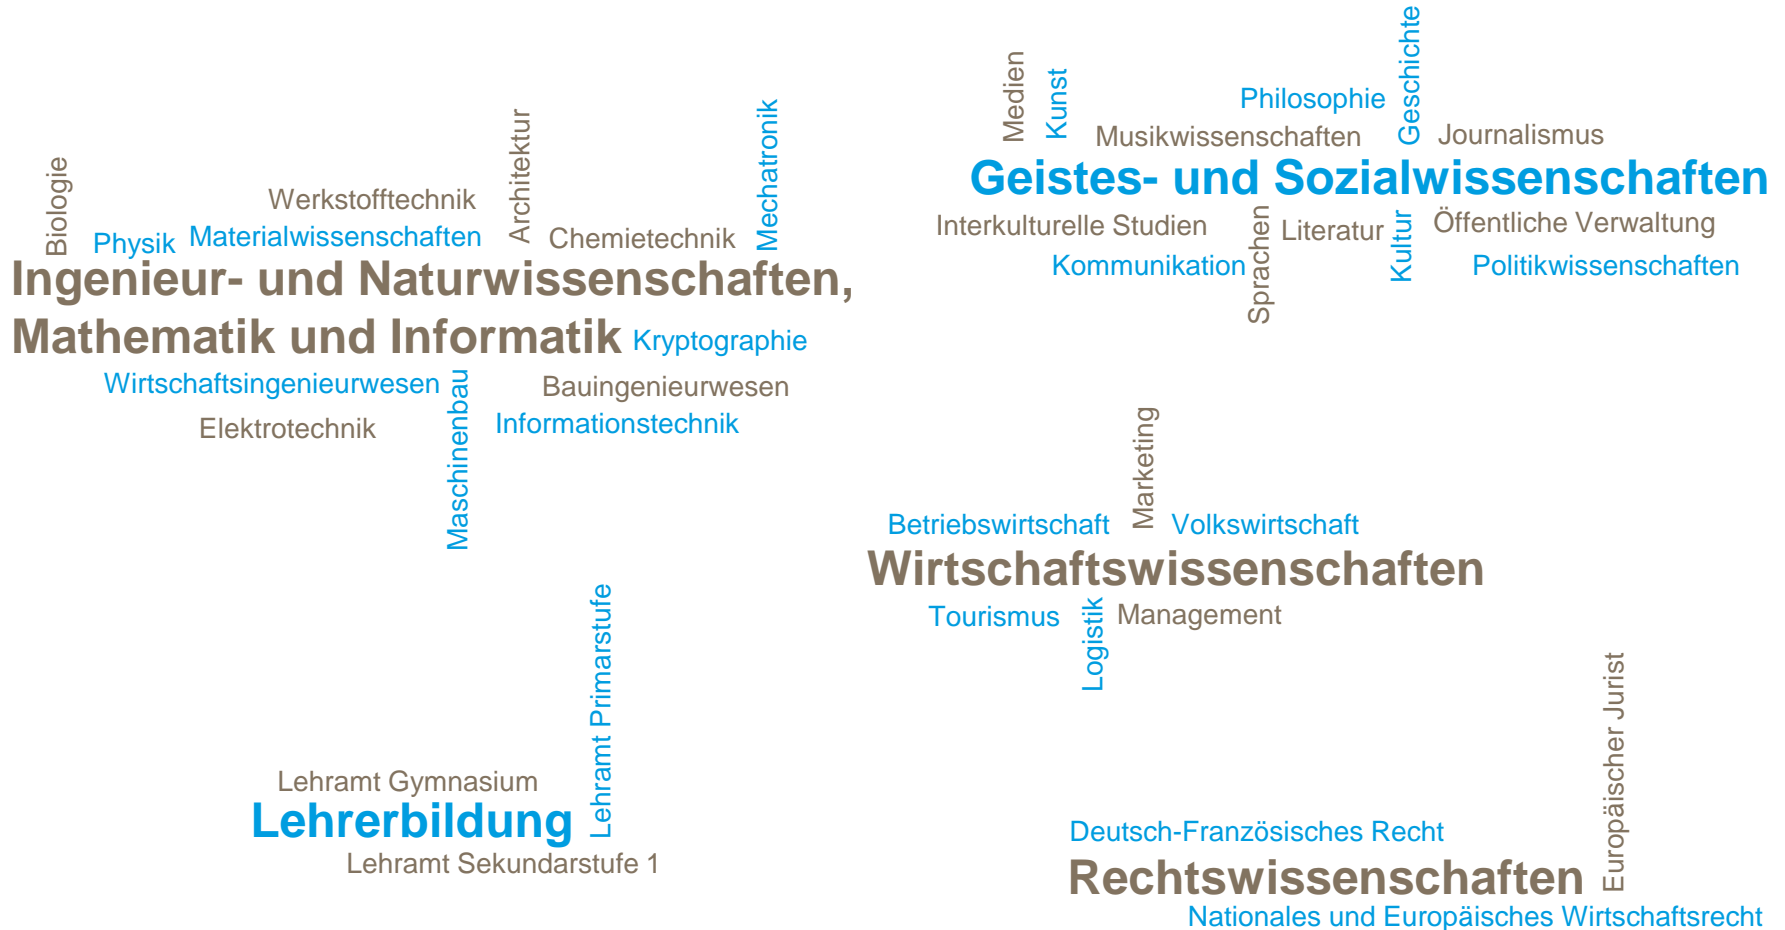 Biologie
Physik
Werkstofftechnik
Materialwissenschaften
Architektur
Chemietechnik
Mechatronik
Ingenieur- und Naturwissenschaften,
Mathematik und Informatik
Kryptographie
Wirtschaftsingenieurwesen
Elektrotechnik
Maschinenbau
Bauingenieurwesen
Informationstechnik
Medien
Kunst
Musikwissenschaften
Philosophie
Geschichte
Journalismus
Geistes- und Sozialwissenschaften
Interkulturelle Studien
Kommunikation
Sprachen
Literatur
Kultur
Öffentliche Verwaltung
Politikwissenschaften
Betriebswirtschaft
Marketing
Volkswirtschaft
Wirtschaftswissenschaften
Tourismus
Logistik
Management
Lehramt Gymnasium
Lehrerbildung
Lehramt Primarstufe
Lehramt Sekundarstufe 1
Deutsch-Französisches Recht
Rechtswissenschaften
Europäischer Jurist
Nationales und Europäisches Wirtschaftsrecht